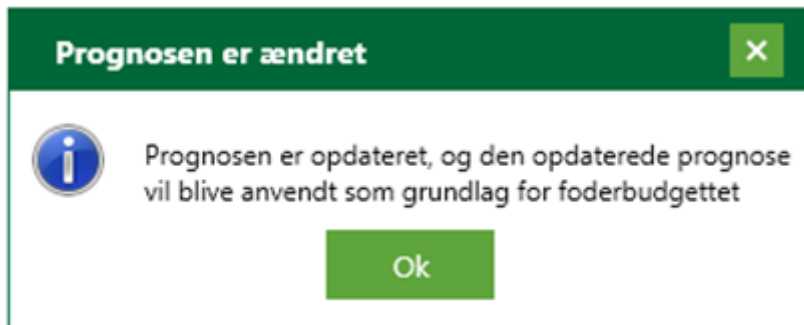 Prognosen er ændret
Prognosen er opdateret, og den opdaterede prognose
vil blive anvendt som grundlag for foderbudgettet
Ok